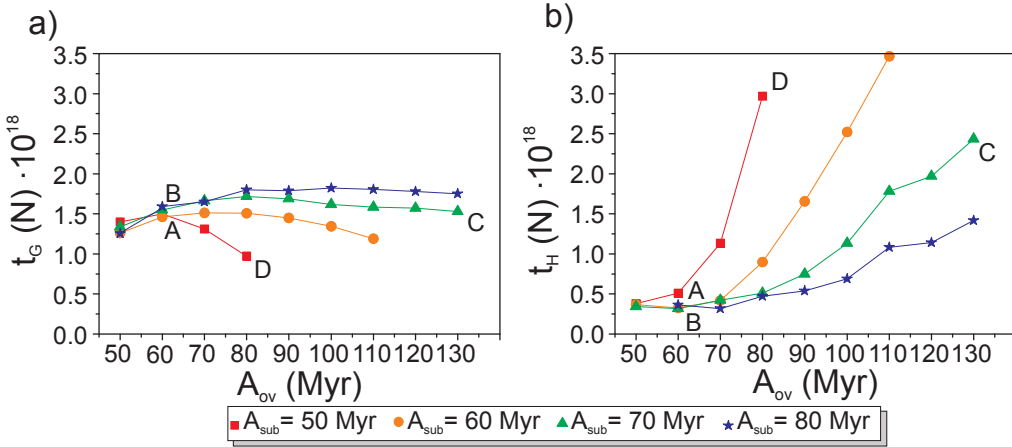 a)
b)
3.5
3.0
2.5
2.0
1.5
1.0
0.5
0.0
t_G (N) ·10^18
B
A
D
C
50 60 70 80 90 100 110 120 130
A_ov (Myr)
3.5
3.0
2.5
2.0
1.5
1.0
0.5
0.0
t_H (N) ·10^18
D
C
A
B
50 60 70 80 90 100 110 120 130
A_ov (Myr)
A_sub= 50 Myr A_sub= 60 Myr A_sub= 70 Myr A_sub= 80 Myr